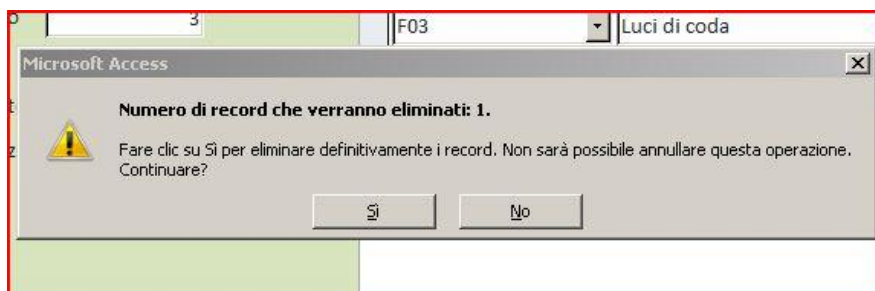 o 3 F03 Luci di coda
Microsoft Access
t
Numero di record che verranno eliminati: 1.
z
Fare clic su Sì per eliminare definitivamente i record. Non sarà possibile annullare questa operazione.
Continuare?
Sì No